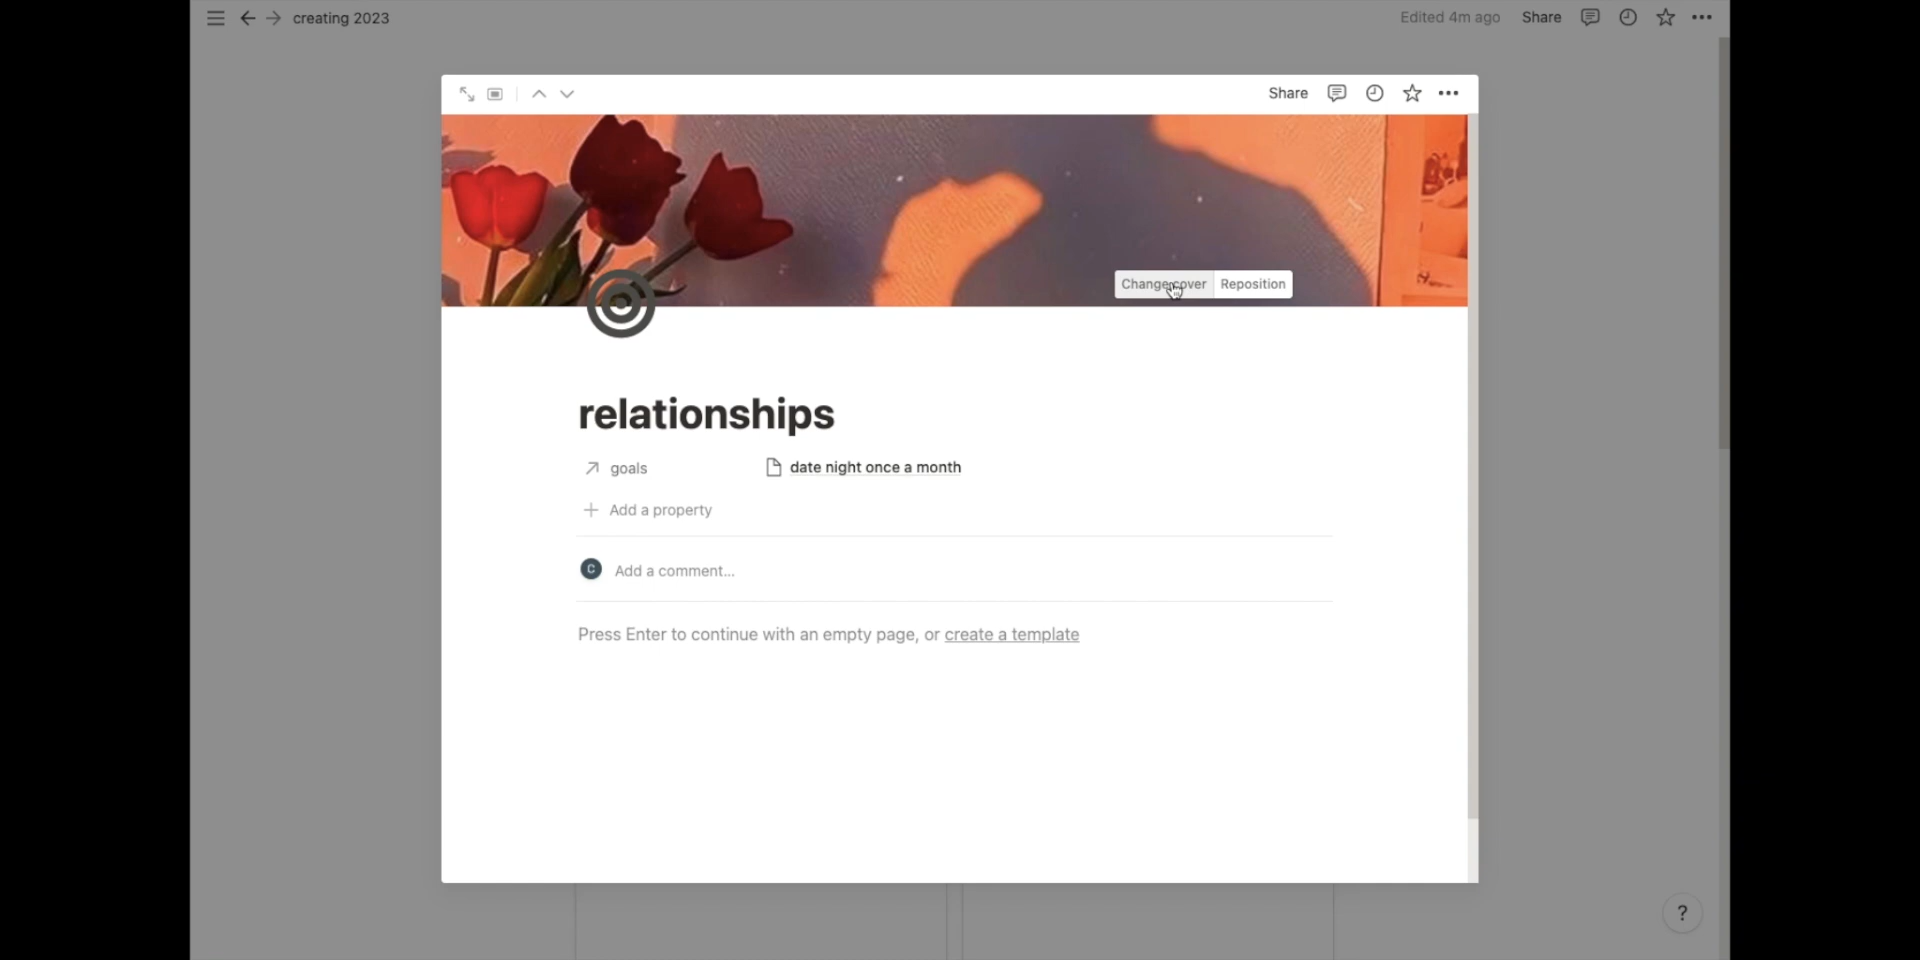 creating 2023
Edited 4m ago Share
Share
Change cover Reposition
relationships
goals date night once a month
Add a property
C Add a comment...
Press Enter to continue with an empty page, or create a template
?